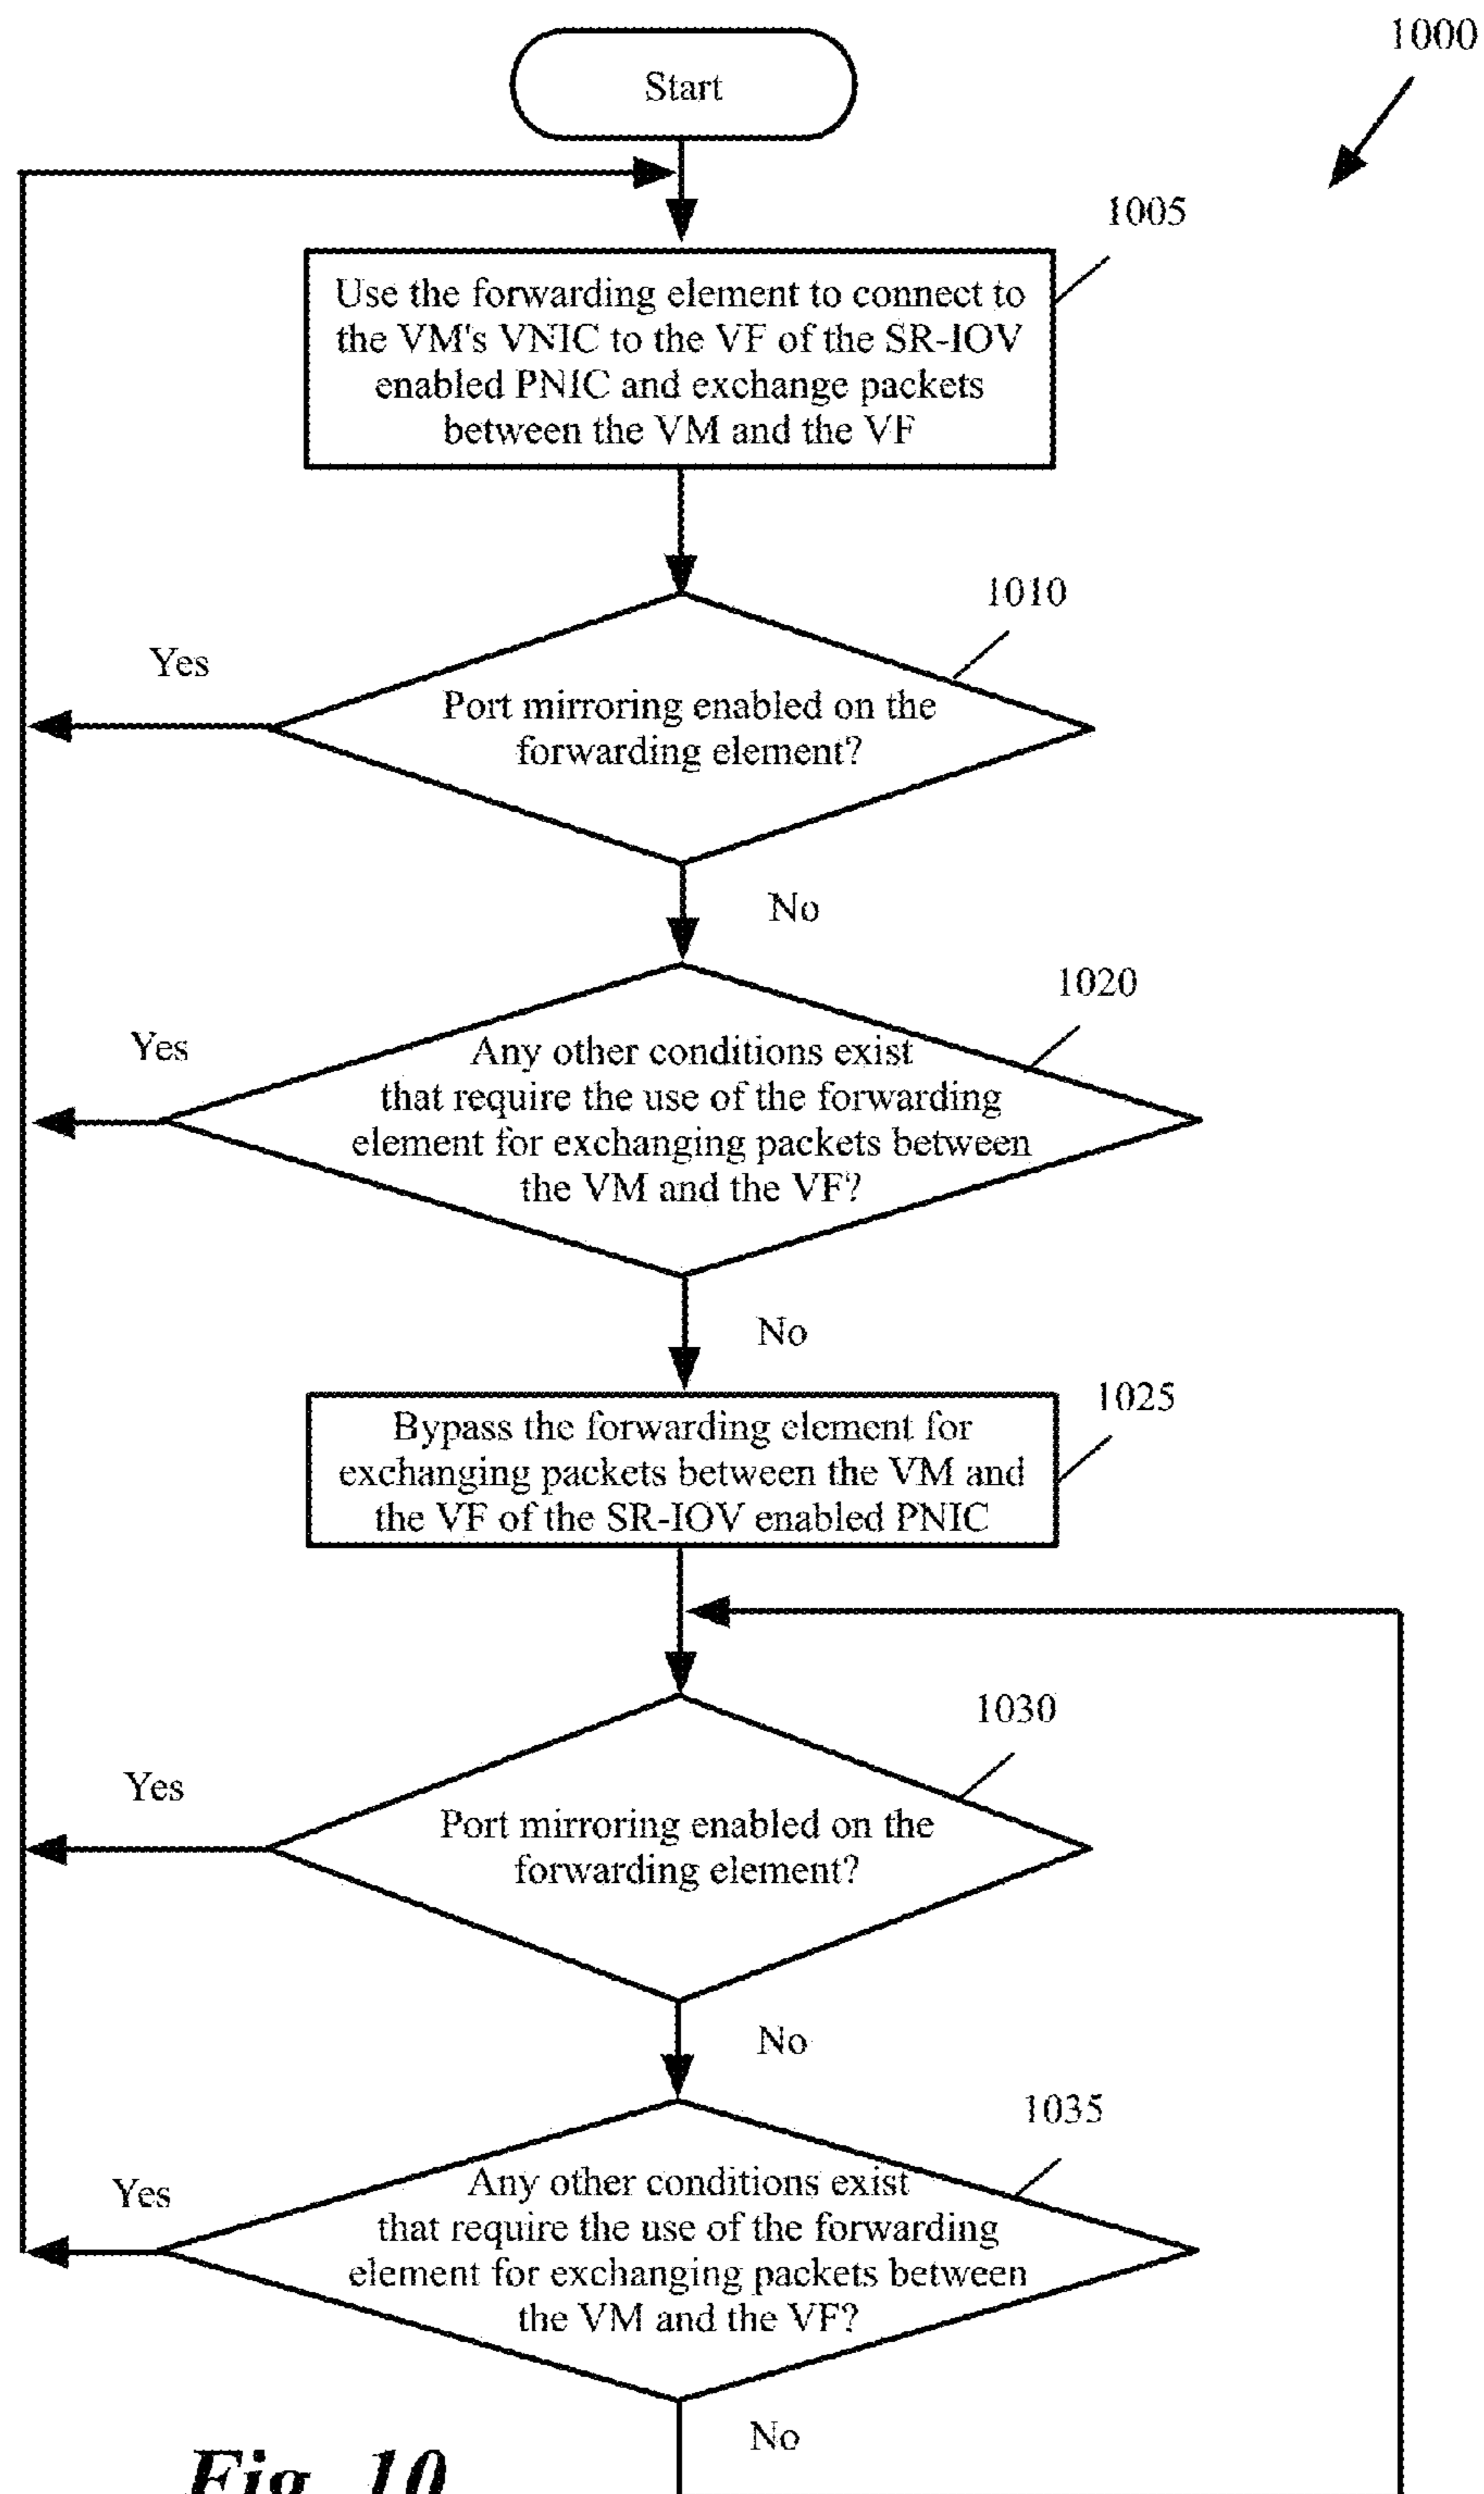 1000
Start
1005
Use the forwarding element to connect to
the VM's VNIC to the VF of the SR-IOV
enabled PNIC and exchange packets
between the VM and the VF
1010
Yes
Port mirroring enabled on the
forwarding element?
No
1020
Yes
Any other conditions exist
that require the use of the forwarding
element for exchanging packets between
the VM and the VF?
No
1025
Bypass the forwarding element for
exchanging packets between the VM and
the VF of the SR-IOV enabled PNIC
1030
Yes
Port mirroring enabled on the
forwarding element?
No
1035
Yes
Any other conditions exist
that require the use of the forwarding
element for exchanging packets between
the VM and the VF?
No
Fig. 10